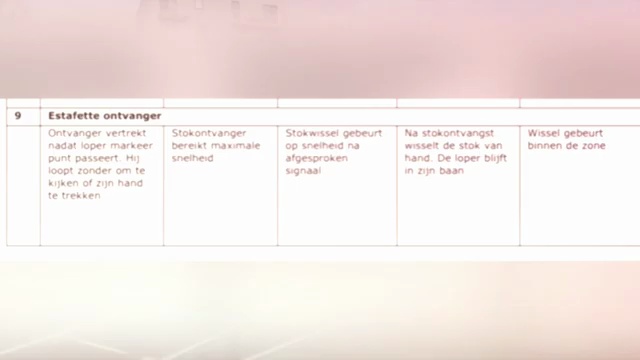 9 Estafette ontvanger
Ontvanger vertrekt
nadat loper markeer
punt passeert. Hij
loopt zonder om te
kijken of zijn hand
te trekken
Stokontvanger
bereikt maximale
snelheid
Stokwissel gebeurt
op snelheid na
afgesproken
signaal
Na stokontvangst
wisselt de stok van
hand. De loper blijft
in zijn baan
Wissel gebeurt
binnen de zone